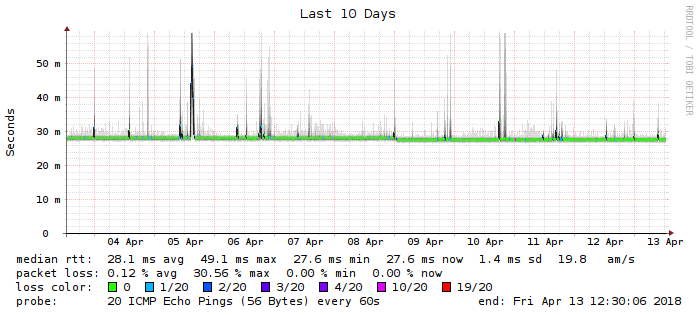 Last 10 Days
RRDTOOL / TOBI OETIKER
Seconds
50 m
40 m
30 m
20 m
10 m
0
04 Apr 05 Apr 06 Apr 07 Apr 08 Apr 09 Apr 10 Apr 11 Apr 12 Apr 13 Apr
median rtt: 28.1 ms avg 49.1 ms max 27.6 ms min 27.6 ms now 1.4 ms sd 19.8 am/s
packet loss: 0.12 % avg 30.56 % max 0.00 % min 0.00 % now
loss color: 0 1/20 2/20 3/20 4/20 10/20 19/20
probe: 20 ICMP Echo Pings (56 Bytes) every 60s end: Fri Apr 13 12:30:06 2018